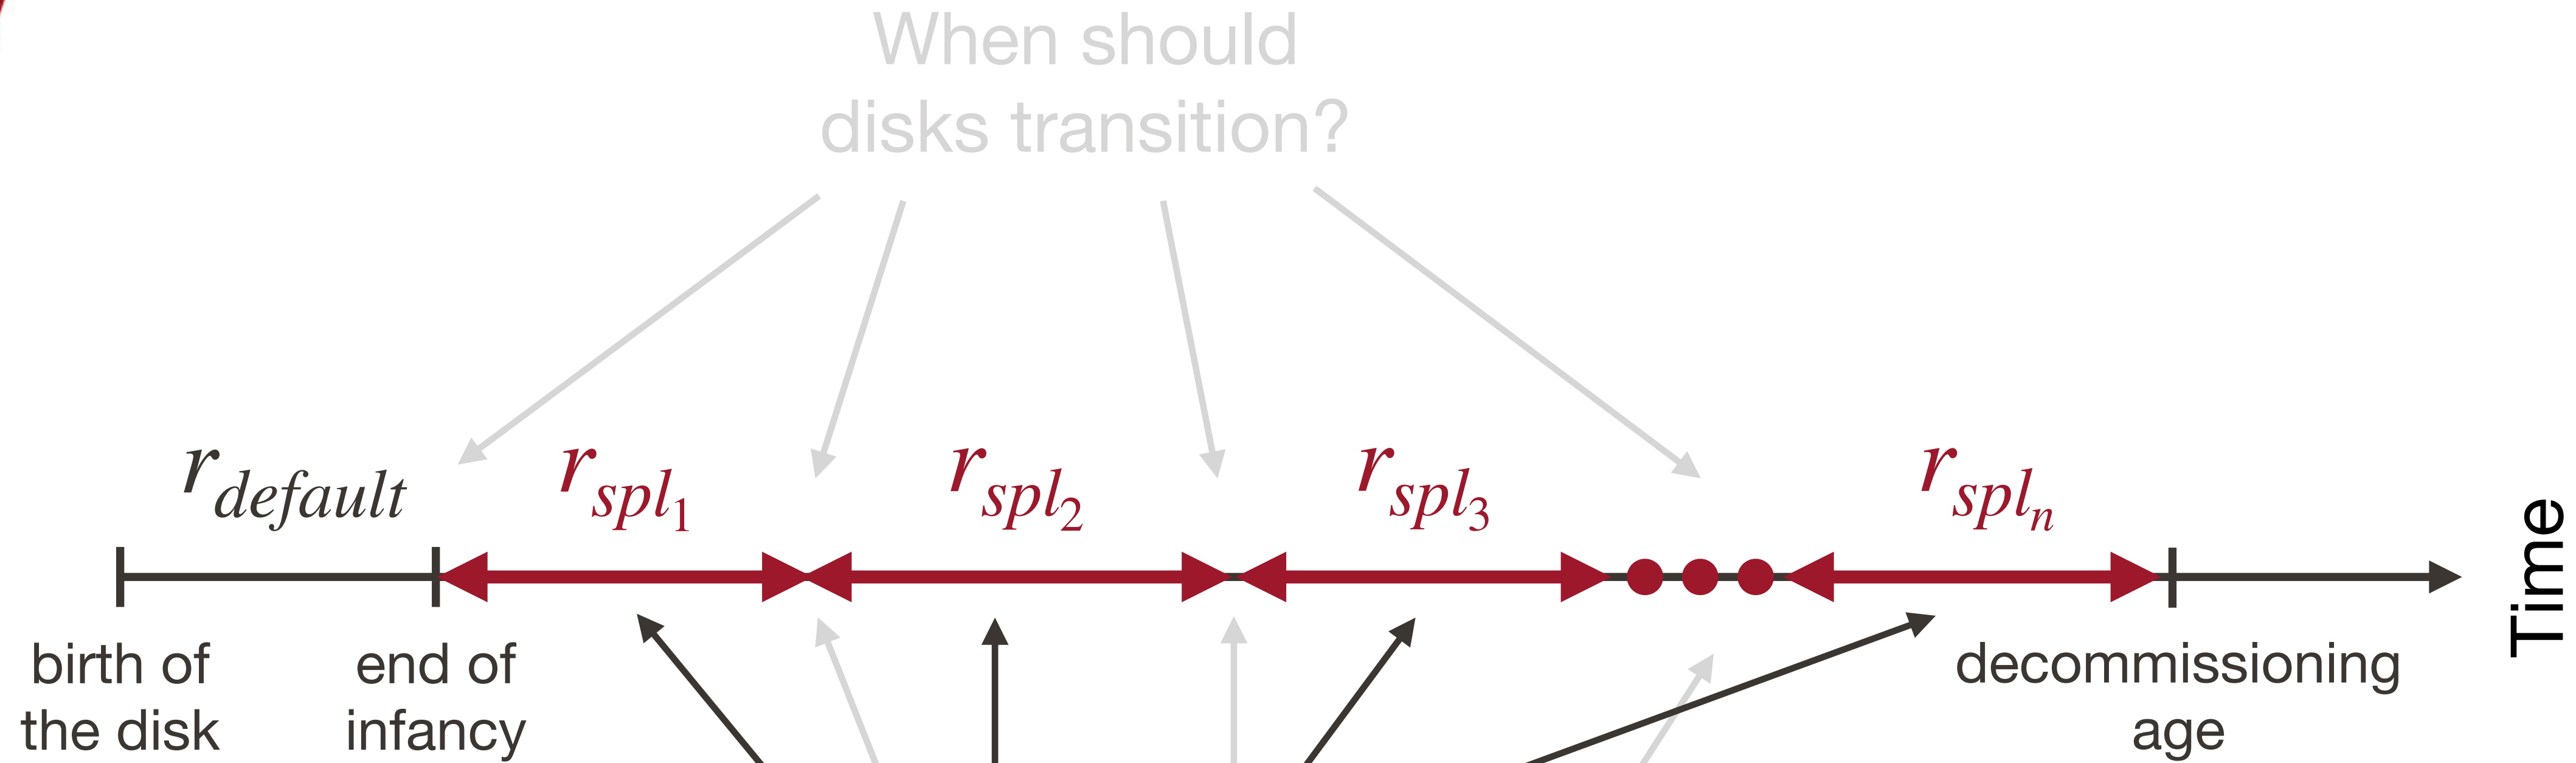 When should
disks transition?
r_default
r_spl_1
r_spl_2
r_spl_3
r_spl_n
Time
birth of
the disk
end of
infancy
decommissioning
age